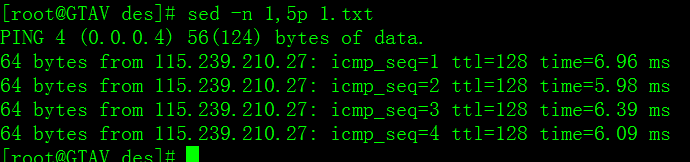 [root@GTAV des]# sed -n 1,5p 1.txt
PING 4 (0.0.0.4) 56(124) bytes of data.
64 bytes from 115.239.210.27: icmp_seq=1 ttl=128 time=6.96 ms
64 bytes from 115.239.210.27: icmp_seq=2 ttl=128 time=5.98 ms
64 bytes from 115.239.210.27: icmp_seq=3 ttl=128 time=6.39 ms
64 bytes from 115.239.210.27: icmp_seq=4 ttl=128 time=6.09 ms
[root@GTAV des]#